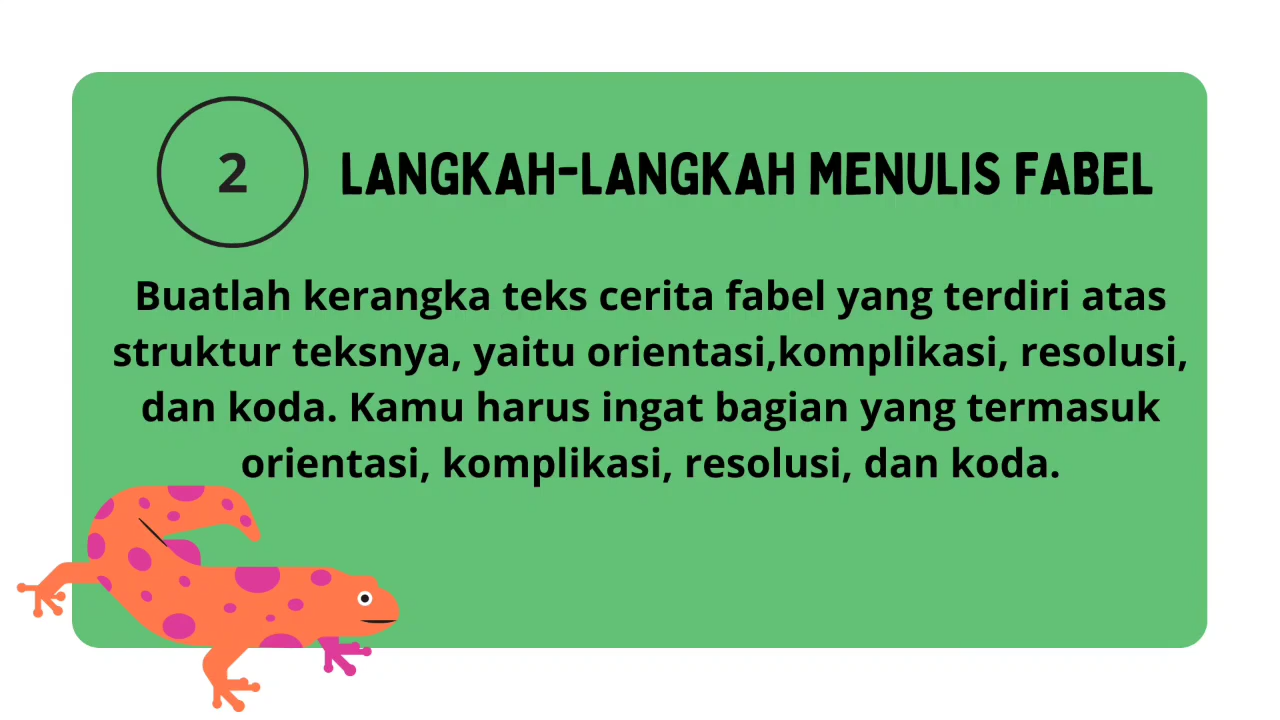 2
LANGKAH-LANGKAH MENULIS FABEL
Buatlah kerangka teks cerita fabel yang terdiri atas
struktur teksnya, yaitu orientasi,komplikasi, resolusi,
dan koda. Kamu harus ingat bagian yang termasuk
orientasi, komplikasi, resolusi, dan koda.